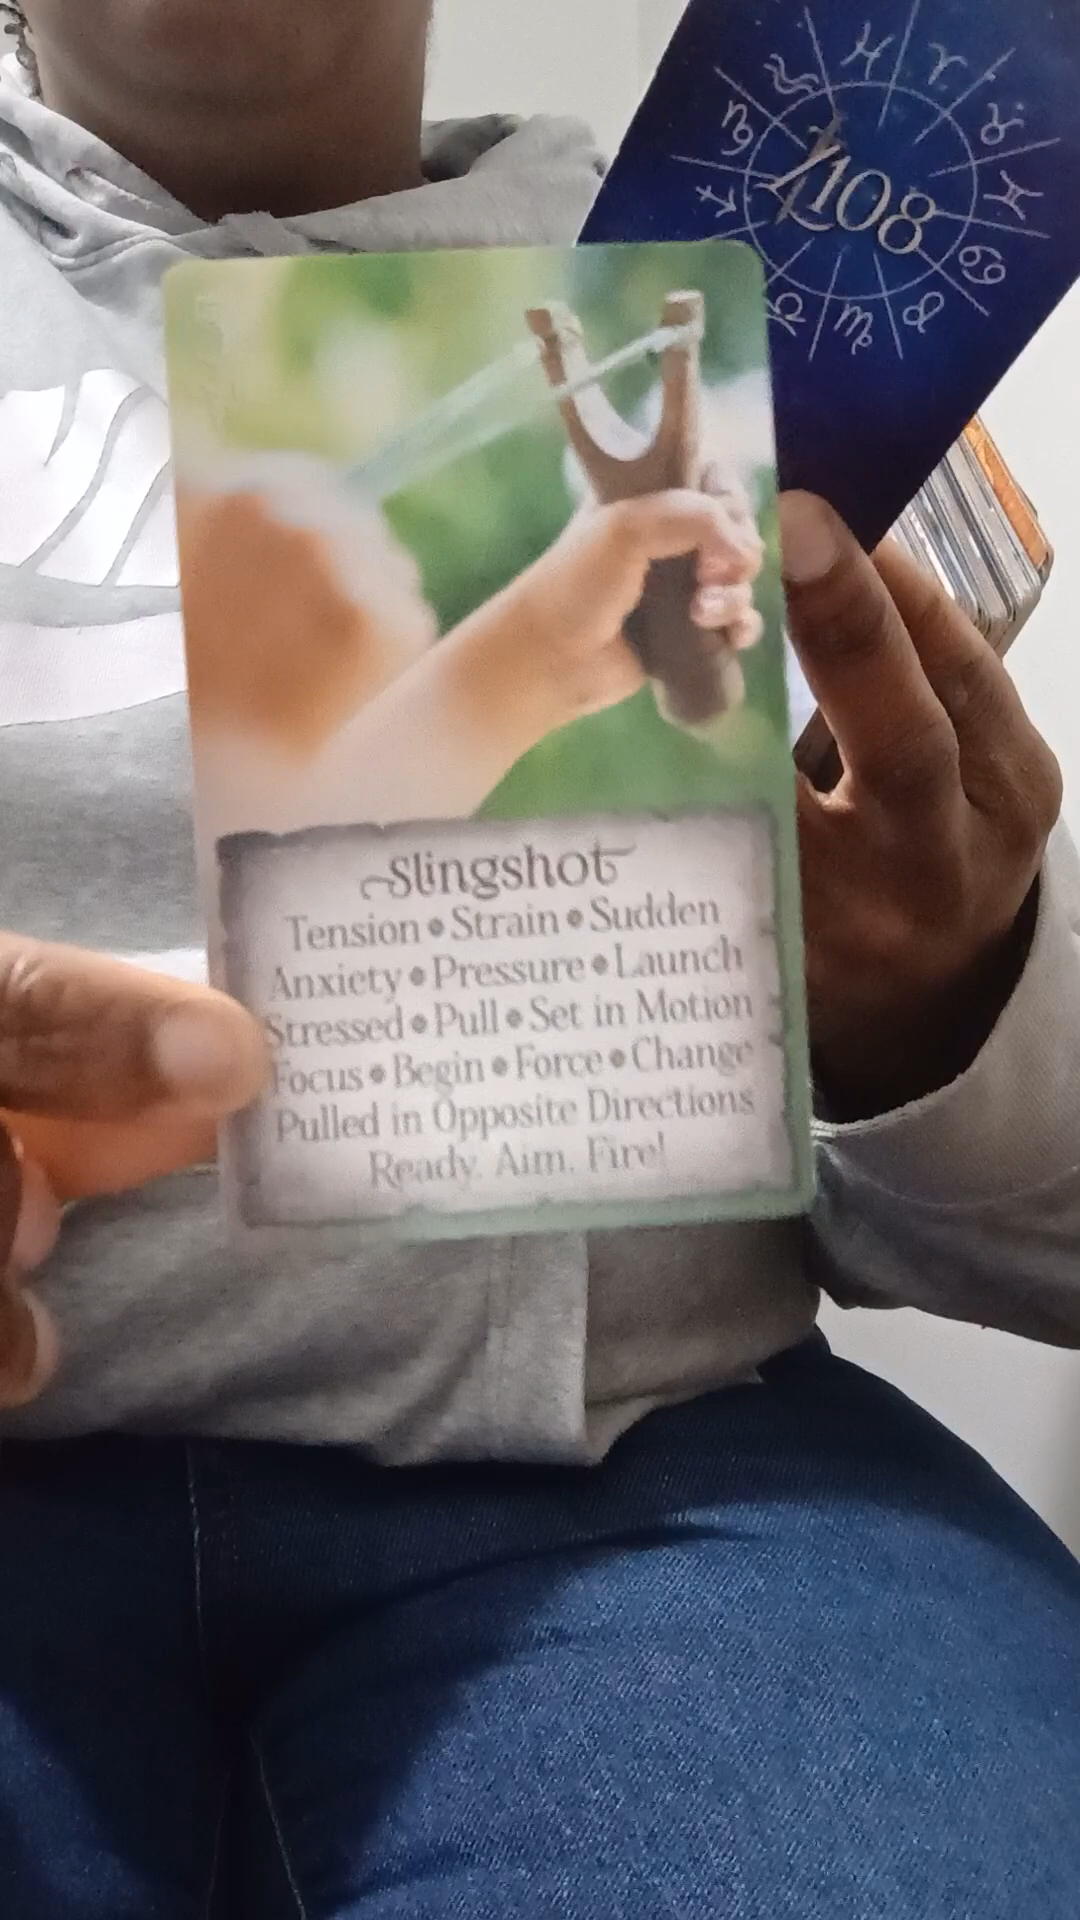 108
Slingshot
Tension • Strain • Sudden
Anxiety • Pressure • Launch
Stressed • Pull • Set in Motion
Focus • Begin • Force • Change
Pulled in Opposite Directions
Ready. Aim. Fire!